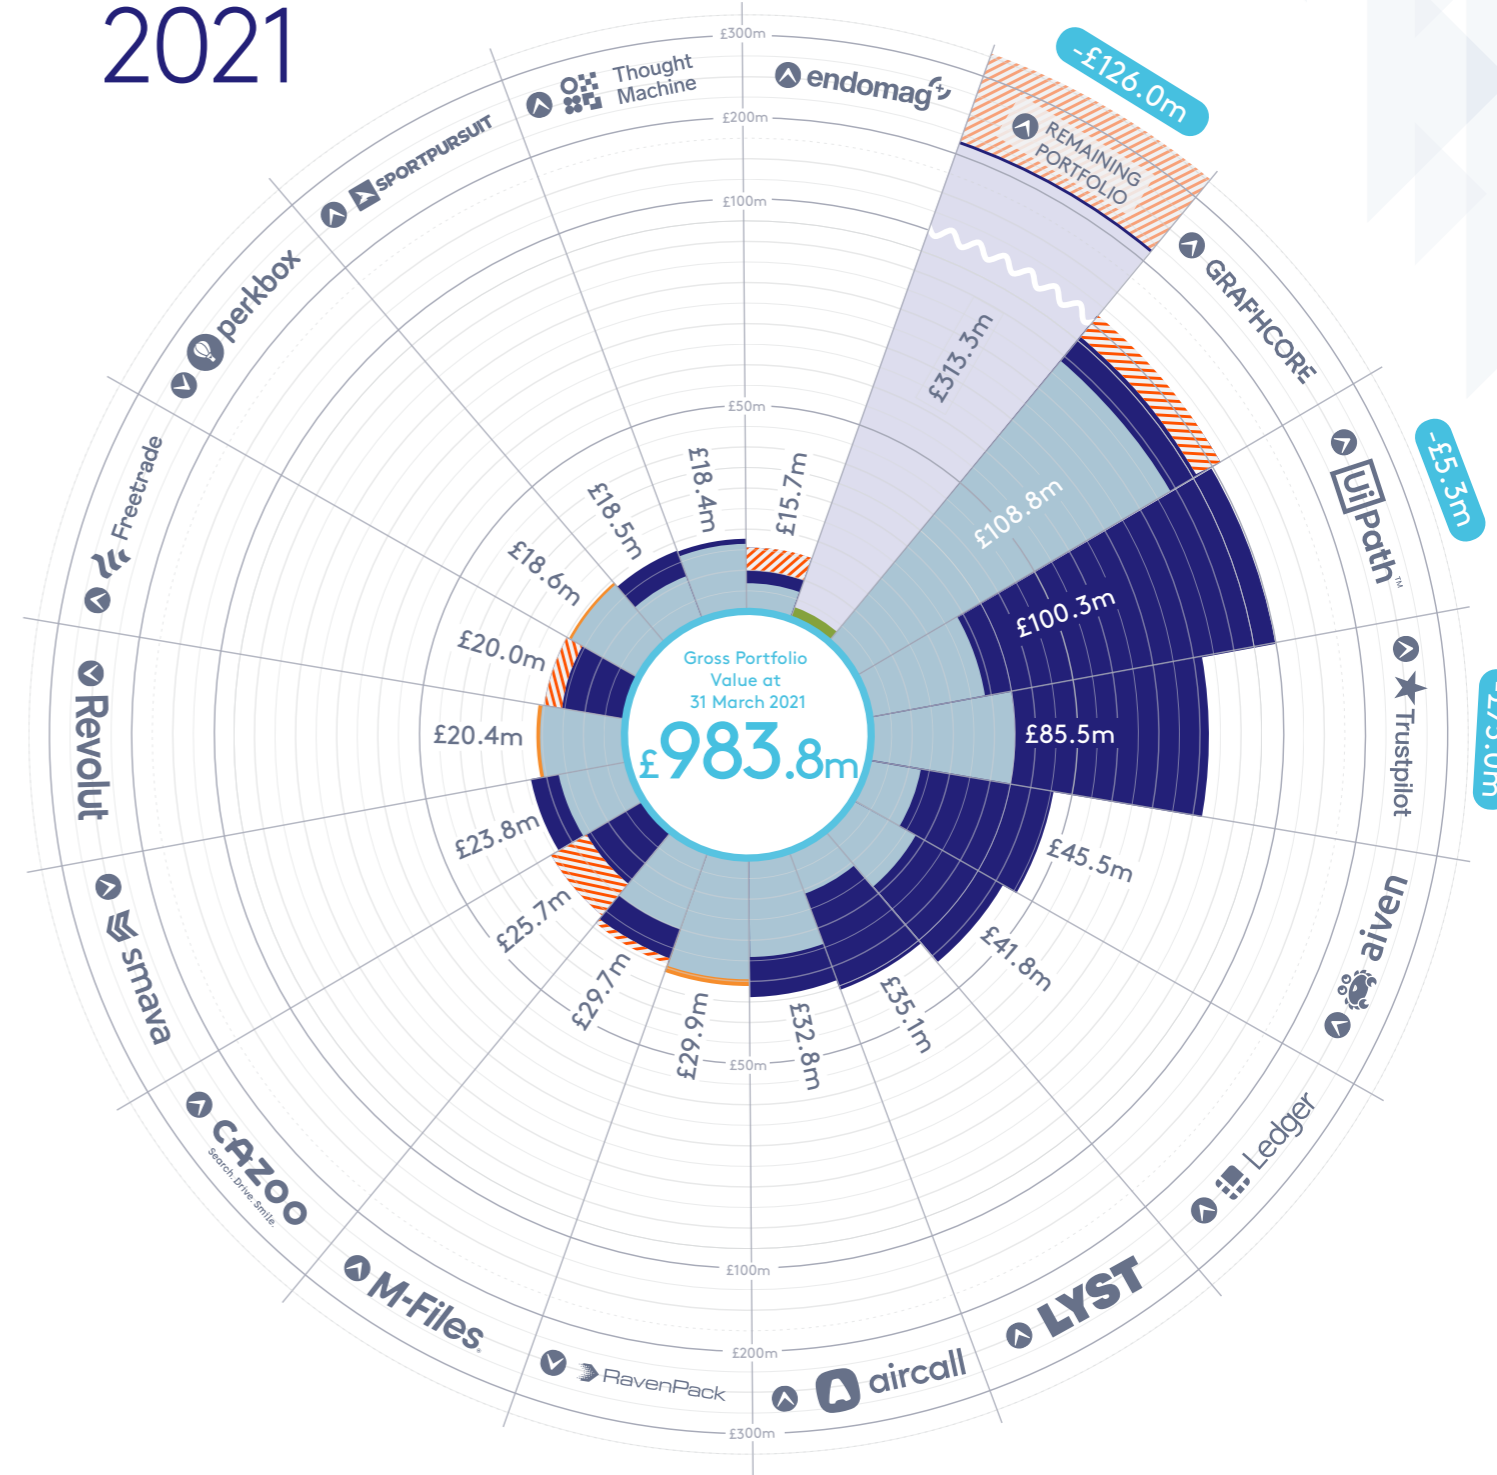 2021
£300m
£200m
£100m
£50m
endomag
-£126.0m
REMAINING
PORTFOLIO
£313.3m
GRAFHCORE
£108.8m
UiPath™
-£5.3m
£100.3m
Trustpilot
£85.5m
aiven
£45.5m
Ledger
£41.8m
LYST
£35.1m
aircall
£32.8m
RavenPack
£29.9m
M-Files
£29.7m
CAZOO
Search. Drive. Smile.
£25.7m
smava
£23.8m
Revolut
£20.4m
Freetrade
£20.0m
perkbox
£18.6m
SPORTPURSUIT
£18.5m
Thought
Machine
£18.4m
£15.7m
Gross Portfolio
Value at
31 March 2021
£983.8m
£50m
£100m
£200m
£300m